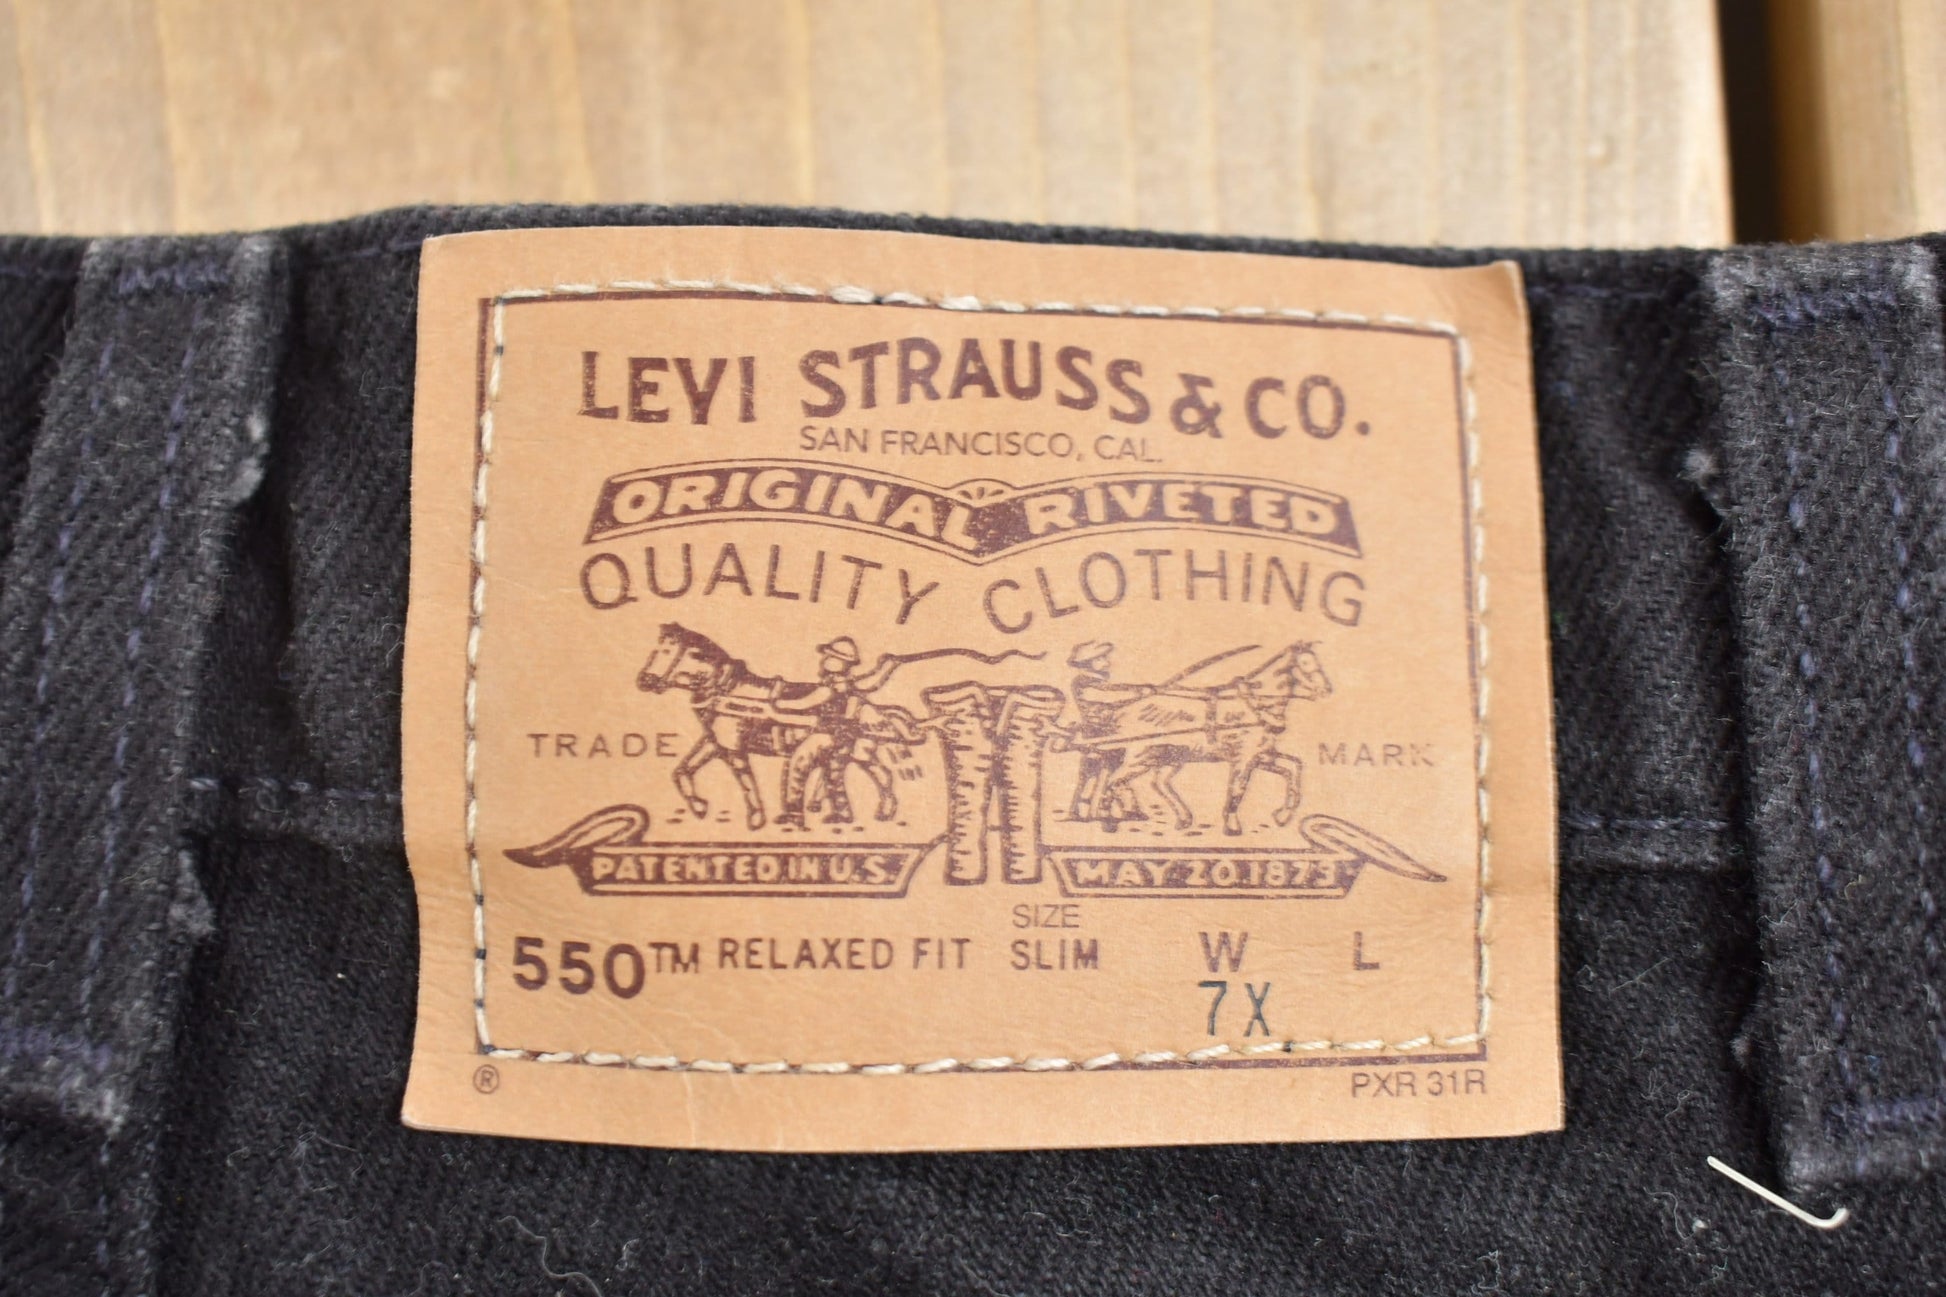 LEVI STRAUSS & CO.
SAN FRANCISCO, CAL.
ORIGINAL RIVETED
QUALITY CLOTHING
TRADE MARK
PATENTED IN U.S. MAY 20 1873
SIZE
550™ RELAXED FIT SLIM W L
7X
® PXR 31R